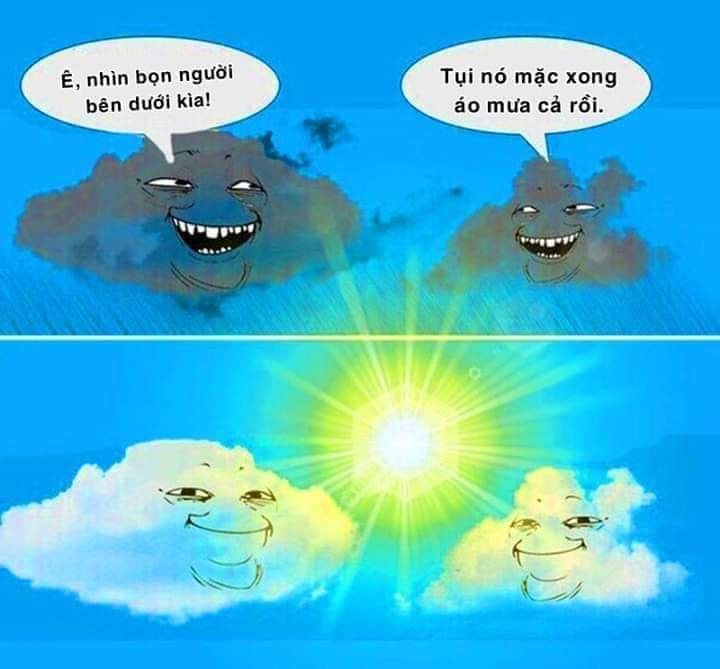 Ê, nhìn bọn người
bên dưới kìa!
Tụi nó mặc xong
áo mưa cả rồi.